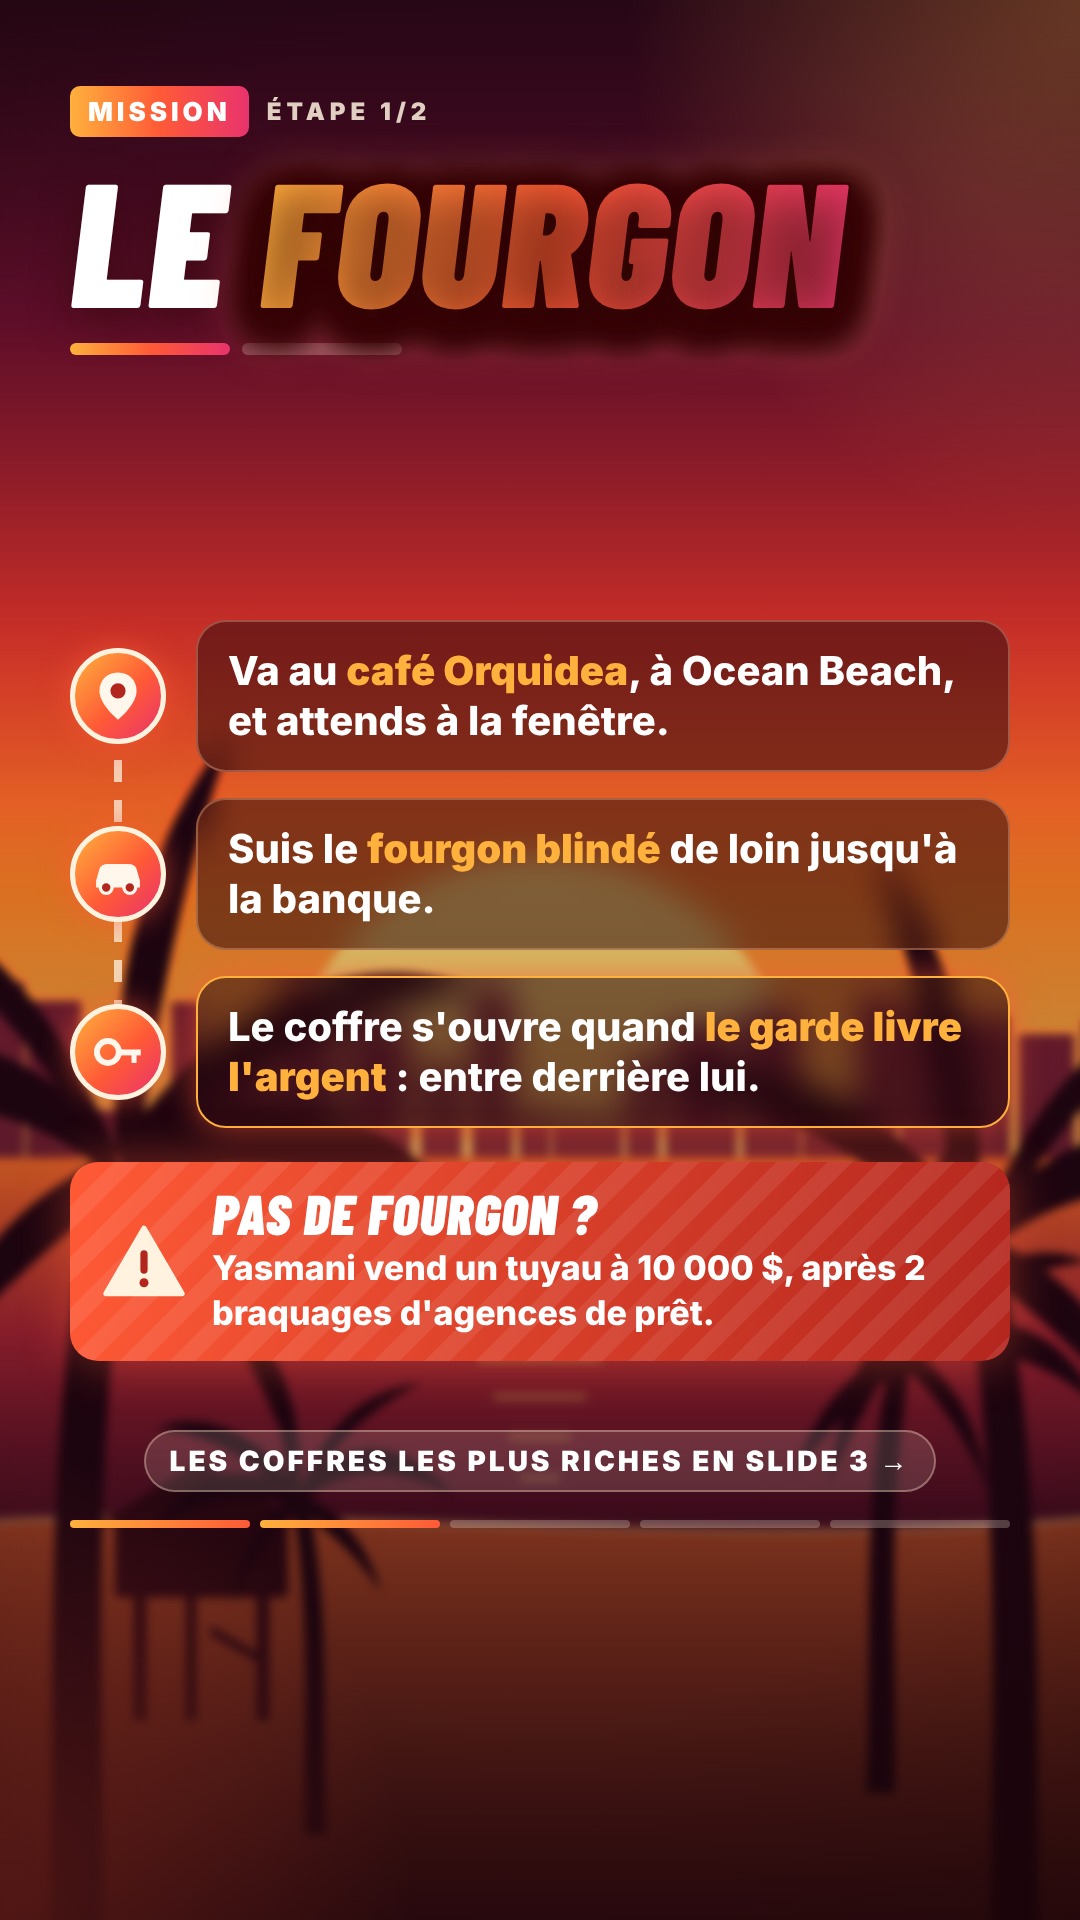 MISSION ÉTAPE 1/2
LE FOURGON
Va au café Orquidea, à Ocean Beach,
et attends à la fenêtre.
Suis le fourgon blindé de loin jusqu'à
la banque.
Le coffre s'ouvre quand le garde livre
l'argent : entre derrière lui.
PAS DE FOURGON ?
Yasmani vend un tuyau à 10 000 $, après 2
braquages d'agences de prêt.
LES COFFRES LES PLUS RICHES EN SLIDE 3 →